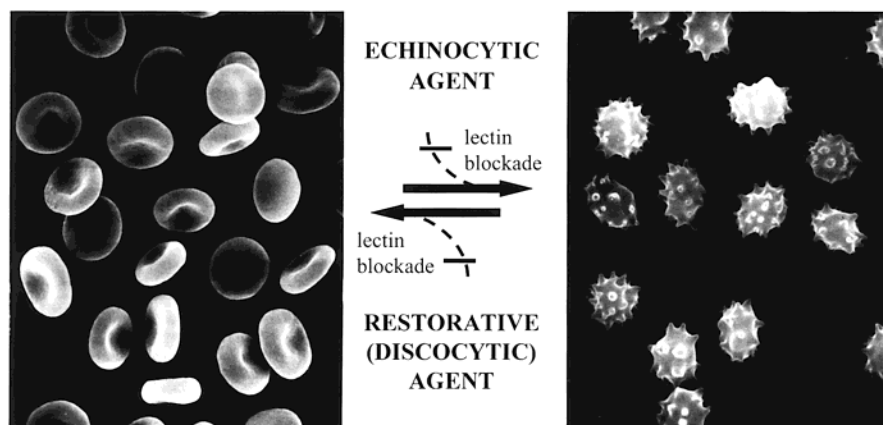 ECHINOCYTIC
AGENT
lectin
blockade
lectin
blockade
RESTORATIVE
(DISCOCYTIC)
AGENT